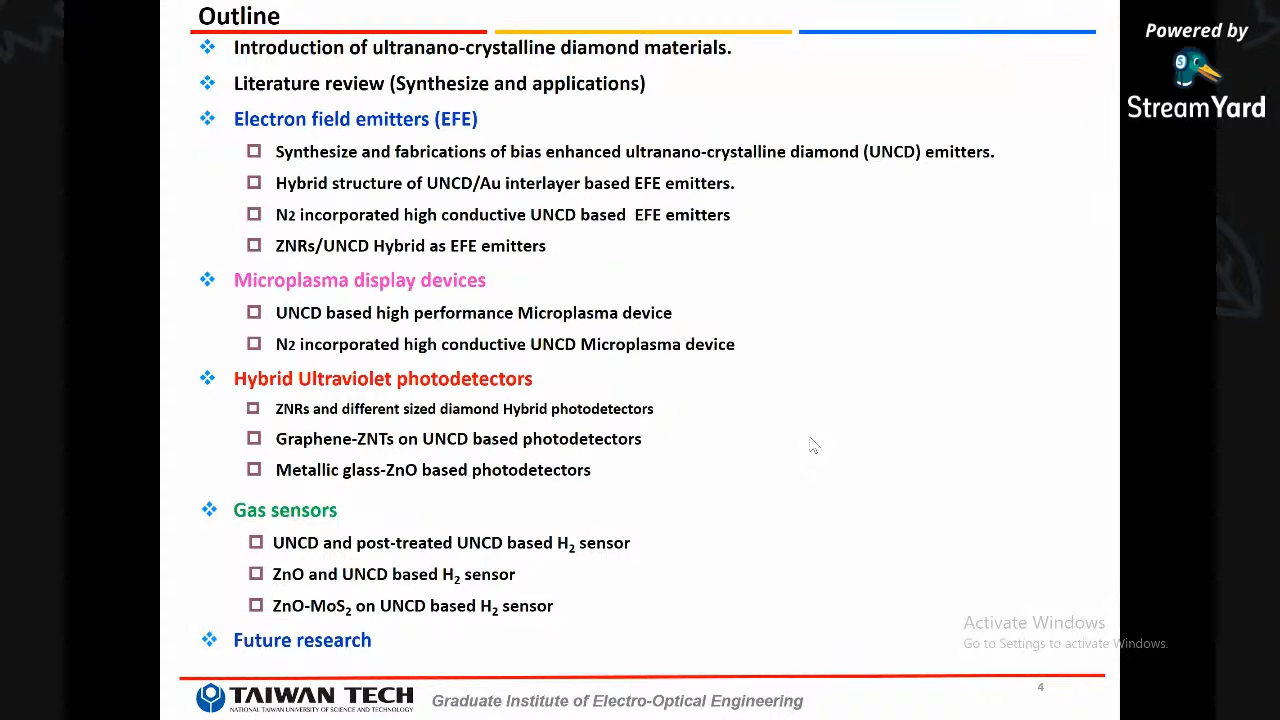 Outline
Introduction of ultranano-crystalline diamond materials.
Literature review (Synthesize and applications)
Electron field emitters (EFE)
Synthesize and fabrications of bias enhanced ultranano-crystalline diamond (UNCD) emitters.
Hybrid structure of UNCD/Au interlayer based EFE emitters.
N2 incorporated high conductive UNCD based EFE emitters
ZNRs/UNCD Hybrid as EFE emitters
Microplasma display devices
UNCD based high performance Microplasma device
N2 incorporated high conductive UNCD Microplasma device
Hybrid Ultraviolet photodetectors
ZNRs and different sized diamond Hybrid photodetectors
Graphene-ZNTs on UNCD based photodetectors
Metallic glass-ZnO based photodetectors
Gas sensors
UNCD and post-treated UNCD based H2 sensor
ZnO and UNCD based H2 sensor
ZnO-MoS2 on UNCD based H2 sensor
Future research
TAIWAN TECH
NATIONAL TAIWAN UNIVERSITY OF SCIENCE AND TECHNOLOGY
Graduate Institute of Electro-Optical Engineering
4
Activate Windows
Go to Settings to activate Windows.
Powered by
StreamYard